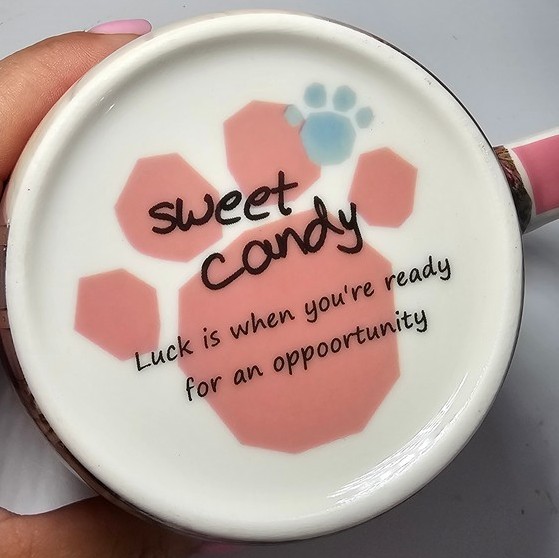 sweet
candy
Luck is when you're ready
for an oppoortunity